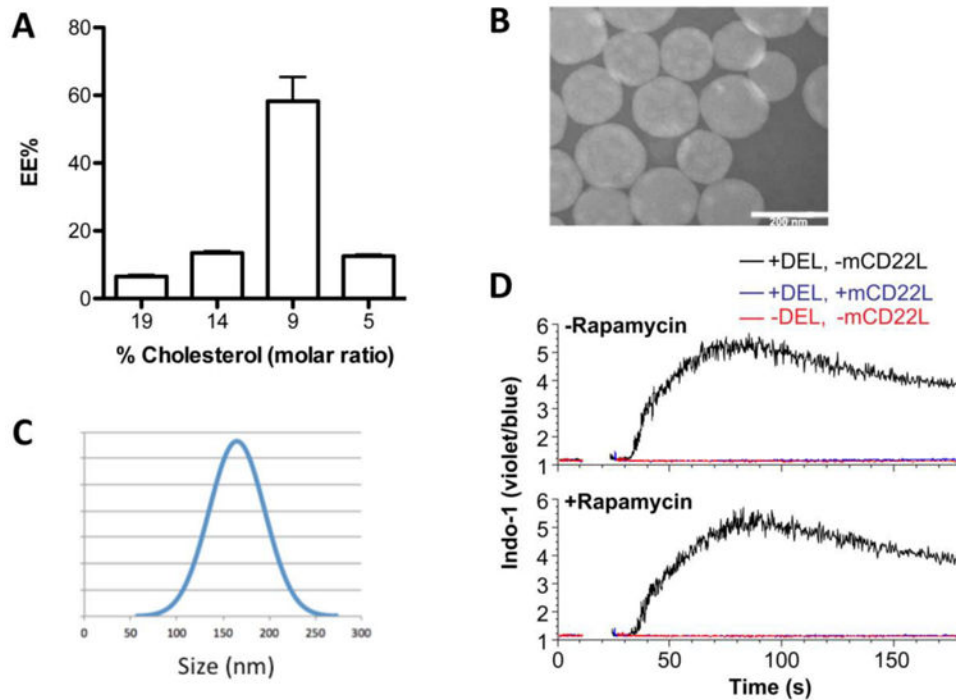 A
EE%
80
60
40
20
0
19 14 9 5
% Cholesterol (molar ratio)
B
200 nm
C
0 50 100 150 200 250 300
Size (nm)
D
+DEL, -mCD22L
+DEL, +mCD22L
-DEL, -mCD22L
-Rapamycin
6
5
4
3
2
1
+Rapamycin
6
5
4
3
2
1
Indo-1 (violet/blue)
0 50 100 150
Time (s)